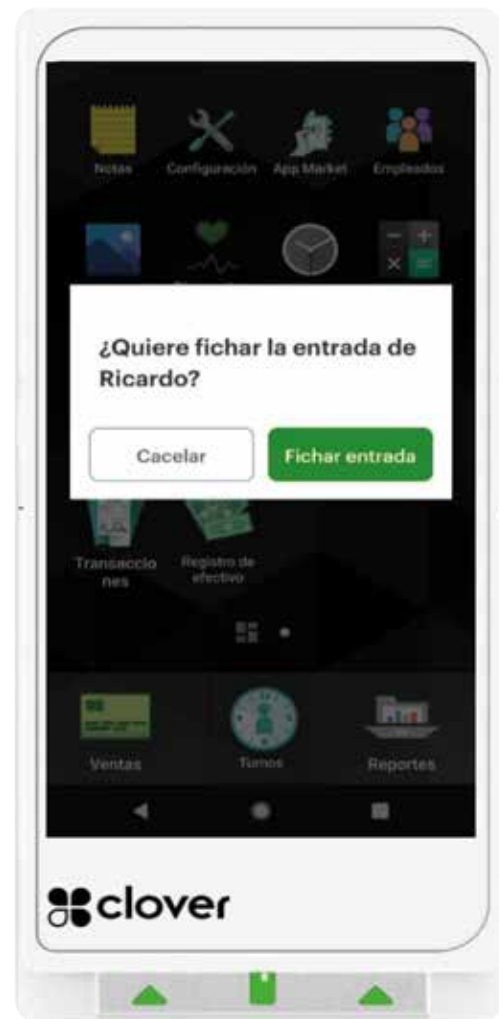 Notas Configuración App Market Empleados
¿Quiere fichar la entrada de
Ricardo?
Cacelar Fichar entrada
Transaccio
nes
Registro de
efectivo
Ventas Turnos Reportes
clover